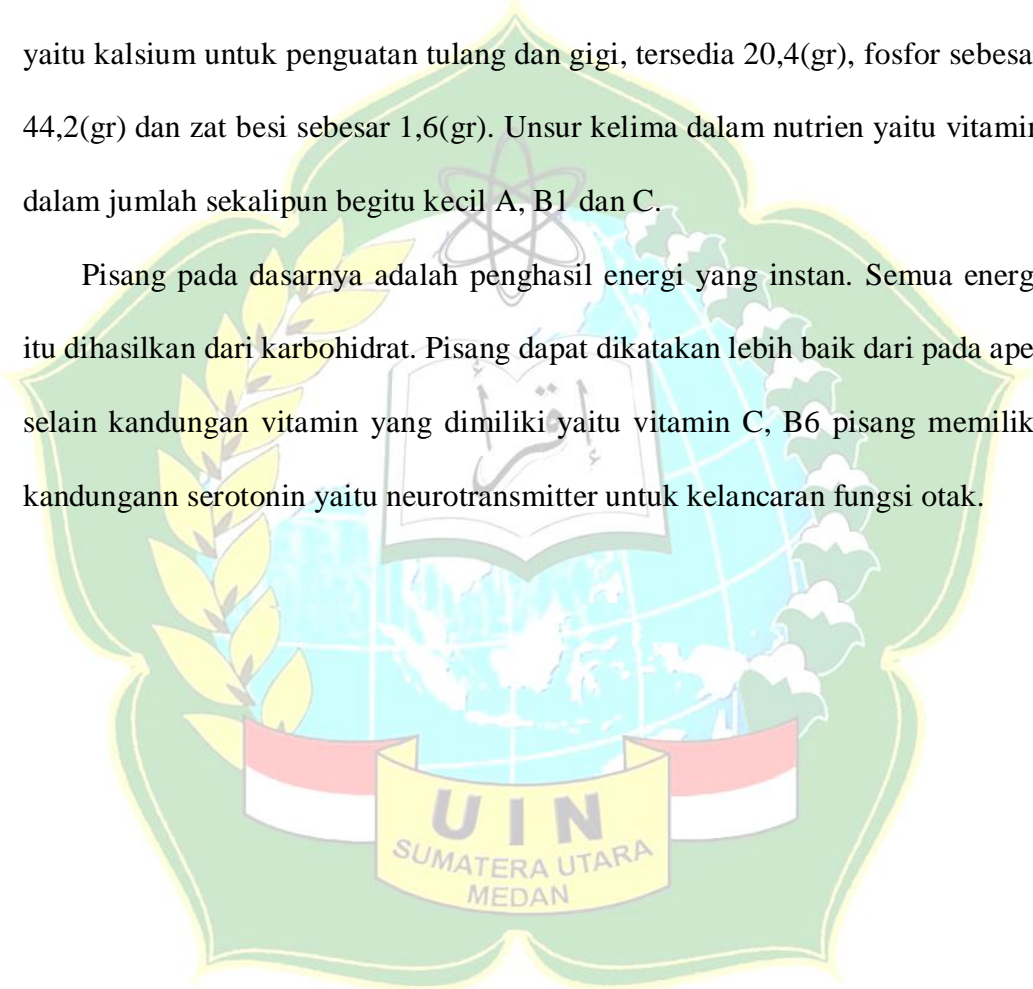 yaitu kalsium untuk penguatan tulang dan gigi, tersedia 20,4(gr), fosfor sebesa
44,2(gr) dan zat besi sebesar 1,6(gr). Unsur kelima dalam nutrien yaitu vitamin
dalam jumlah sekalipun begitu kecil A, B1 dan C.
Pisang pada dasarnya adalah penghasil energi yang instan. Semua energ
itu dihasilkan dari karbohidrat. Pisang dapat dikatakan lebih baik dari pada ape
selain kandungan vitamin yang dimiliki yaitu vitamin C, B6 pisang memilik
kandungann serotonin yaitu neurotransmitter untuk kelancaran fungsi otak.
إقرأ
UIN
SUMATERA UTARA
MEDAN